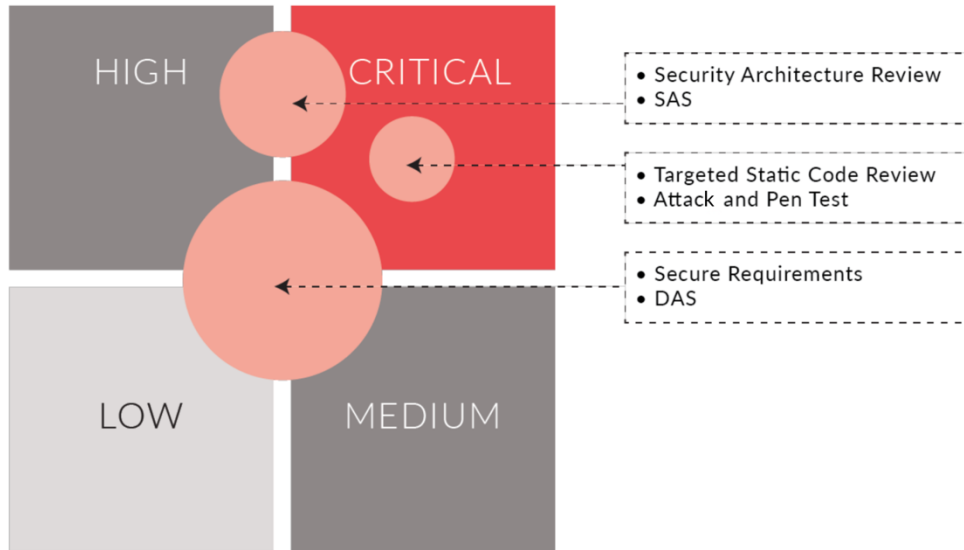 HIGH
CRITICAL
• Security Architecture Review
• SAS
• Targeted Static Code Review
• Attack and Pen Test
• Secure Requirements
• DAS
LOW
MEDIUM